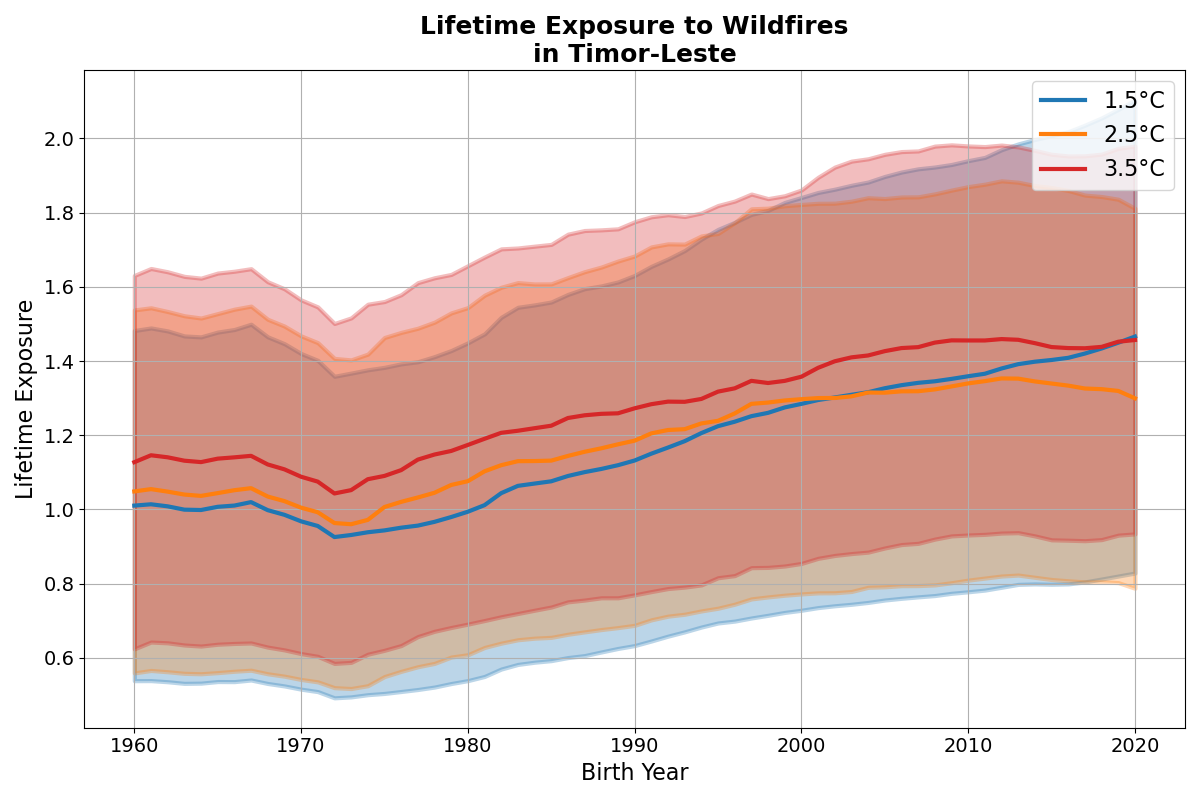 Lifetime Exposure to Wildfires
in Timor-Leste
1.5°C
2.5°C
3.5°C
Lifetime Exposure
2.0
1.8
1.6
1.4
1.2
1.0
0.8
0.6
1960 1970 1980 1990 2000 2010 2020
Birth Year